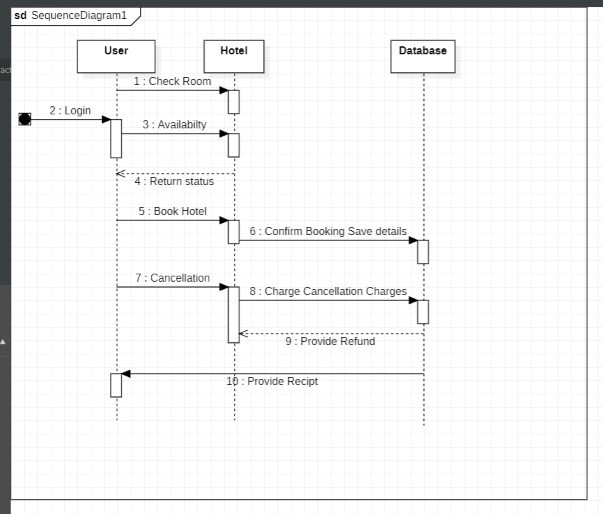 sd SequenceDiagram1
User
Hotel
Database
1 : Check Room
2 : Login
3 : Availabilty
4 : Return status
5 : Book Hotel
6 : Confirm Booking Save details
7 : Cancellation
8 : Charge Cancellation Charges
9 : Provide Refund
10 : Provide Recipt